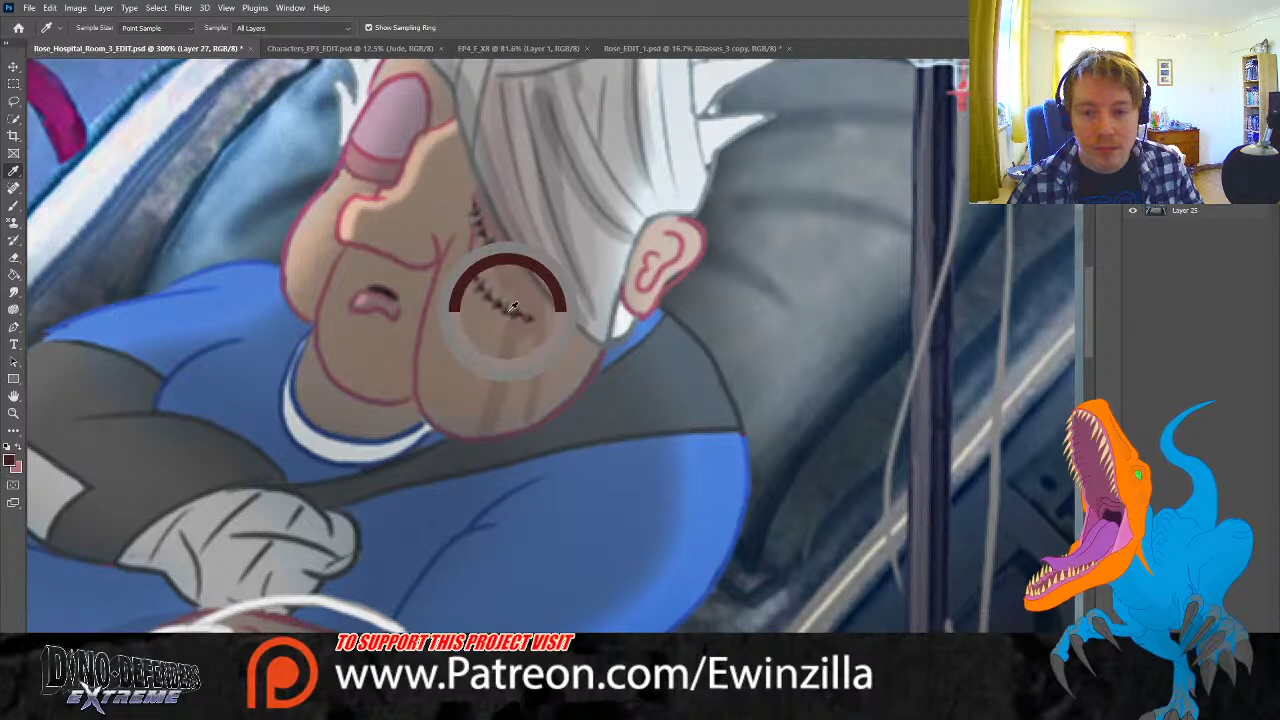 Ps File Edit Image Layer Type Select Filter 3D View Plugins Window Help
Sample Size: Point Sample Sample: All Layers Show Sampling Ring
Rose_Hospital_Room_3_EDIT.psd @ 300% (Layer 27, RGB/8) * × Characters_EP3_EDIT.psd @ 12.5% (Jude, RGB/8) × EP4_F_X8 @ 81.6% (Layer 1, RGB/8) × Rose_EDIT_1.psd @ 16.7% (Glasses_3 copy, RGB/8) * ×
Layer 25
TO SUPPORT THIS PROJECT VISIT
www.Patreon.com/Ewinzilla
DINO-DEFENDERS
EXTREME